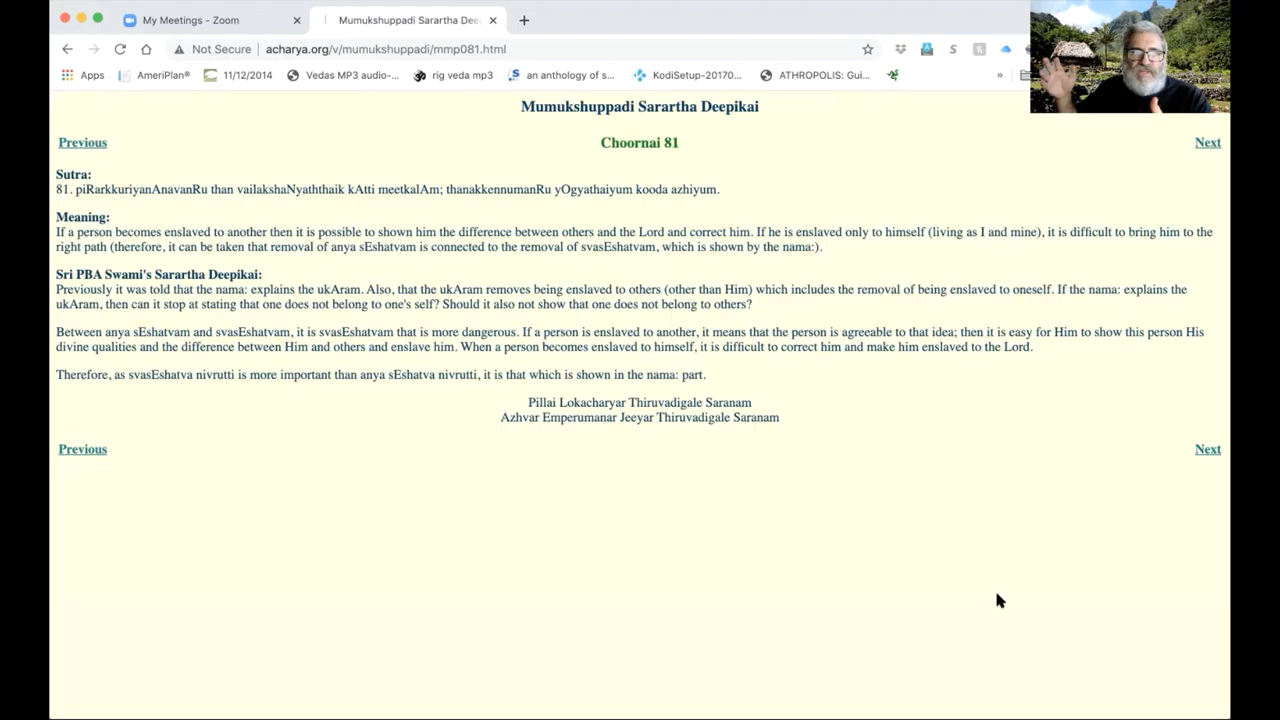 My Meetings - Zoom
Mumukshuppadi Sarartha Dee
Not Secure | acharya.org/v/mumukshuppadi/mmp081.html
Apps AmeriPlan® 11/12/2014 Vedas MP3 audio-... rig veda mp3 an anthology of s... KodiSetup-20170... ATHROPOLIS: Gui... »
Mumukshuppadi Sarartha Deepikai
Previous Choornai 81 Next
Sutra:
81. piRarkkuriyanAnavanRu than vailakshaNyaththaik kAtti meetkalAm; thanakkennumanRu yOgyathaiyum kooda azhiyum.
Meaning:
If a person becomes enslaved to another then it is possible to shown him the difference between others and the Lord and correct him. If he is enslaved only to himself (living as I and mine), it is difficult to bring him to the
right path (therefore, it can be taken that removal of anya sEshatvam is connected to the removal of svasEshatvam, which is shown by the nama:).
Sri PBA Swami's Sarartha Deepikai:
Previously it was told that the nama: explains the ukAram. Also, that the ukAram removes being enslaved to others (other than Him) which includes the removal of being enslaved to oneself. If the nama: explains the
ukAram, then can it stop at stating that one does not belong to one's self? Should it also not show that one does not belong to others?
Between anya sEshatvam and svasEshatvam, it is svasEshatvam that is more dangerous. If a person is enslaved to another, it means that the person is agreeable to that idea; then it is easy for Him to show this person His
divine qualities and the difference between Him and others and enslave him. When a person becomes enslaved to himself, it is difficult to correct him and make him enslaved to the Lord.
Therefore, as svasEshatva nivrutti is more important than anya sEshatva nivrutti, it is that which is shown in the nama: part.
Pillai Lokacharyar Thiruvadigale Saranam
Azhvar Emperumanar Jeeyar Thiruvadigale Saranam
Previous Next